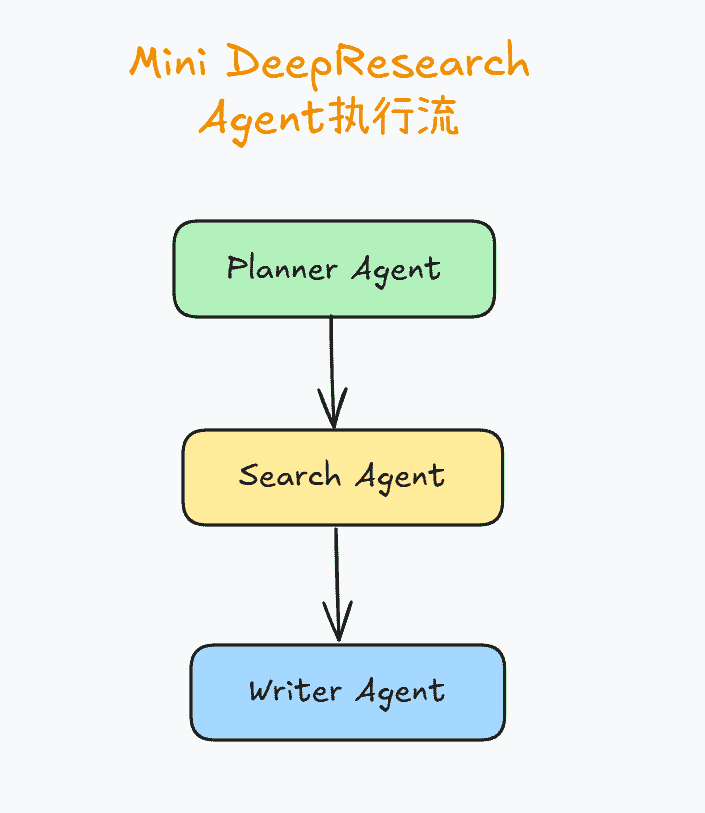 Mini DeepResearch
Agent执行流
Planner Agent
Search Agent
Writer Agent